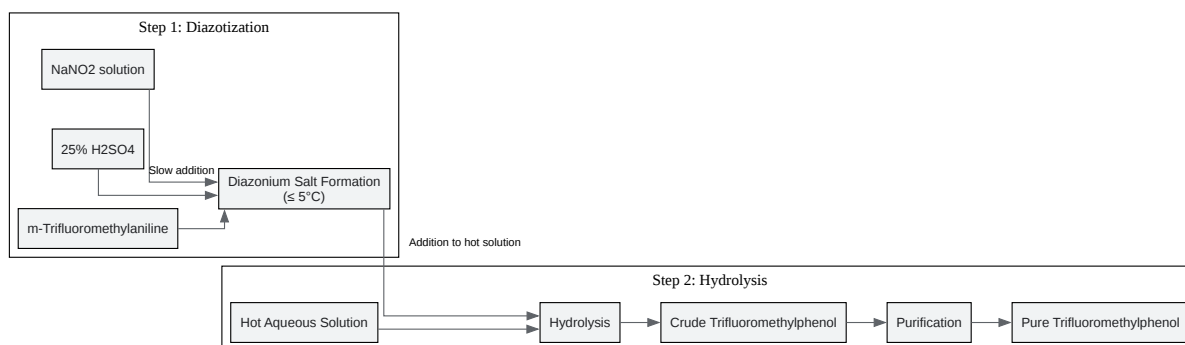 Step 1: Diazotization
NaNO2 solution
25% H2SO4
Slow addition
Diazonium Salt Formation
(≤ 5°C)
m-Trifluoromethylaniline
Addition to hot solution
Step 2: Hydrolysis
Hot Aqueous Solution
Hydrolysis
Crude Trifluoromethylphenol
Purification
Pure Trifluoromethylphenol